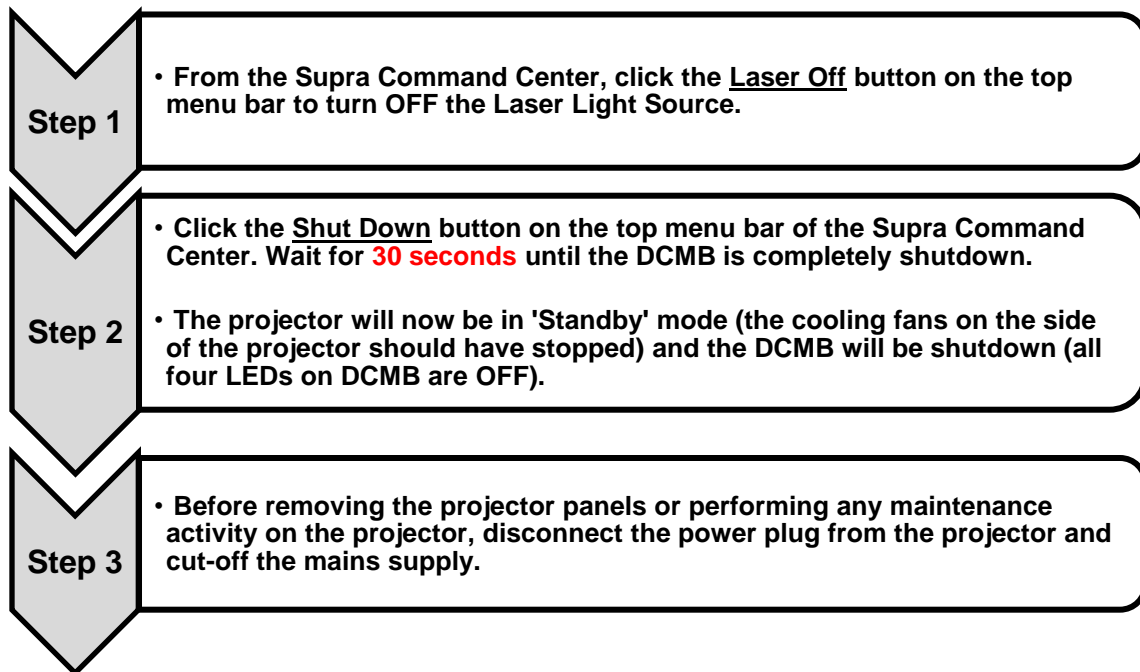 Step 1
• From the Supra Command Center, click the Laser Off button on the top
menu bar to turn OFF the Laser Light Source.
Step 2
• Click the Shut Down button on the top menu bar of the Supra Command
Center. Wait for 30 seconds until the DCMB is completely shutdown.
• The projector will now be in 'Standby' mode (the cooling fans on the side
of the projector should have stopped) and the DCMB will be shutdown (all
four LEDs on DCMB are OFF).
Step 3
• Before removing the projector panels or performing any maintenance
activity on the projector, disconnect the power plug from the projector and
cut-off the mains supply.